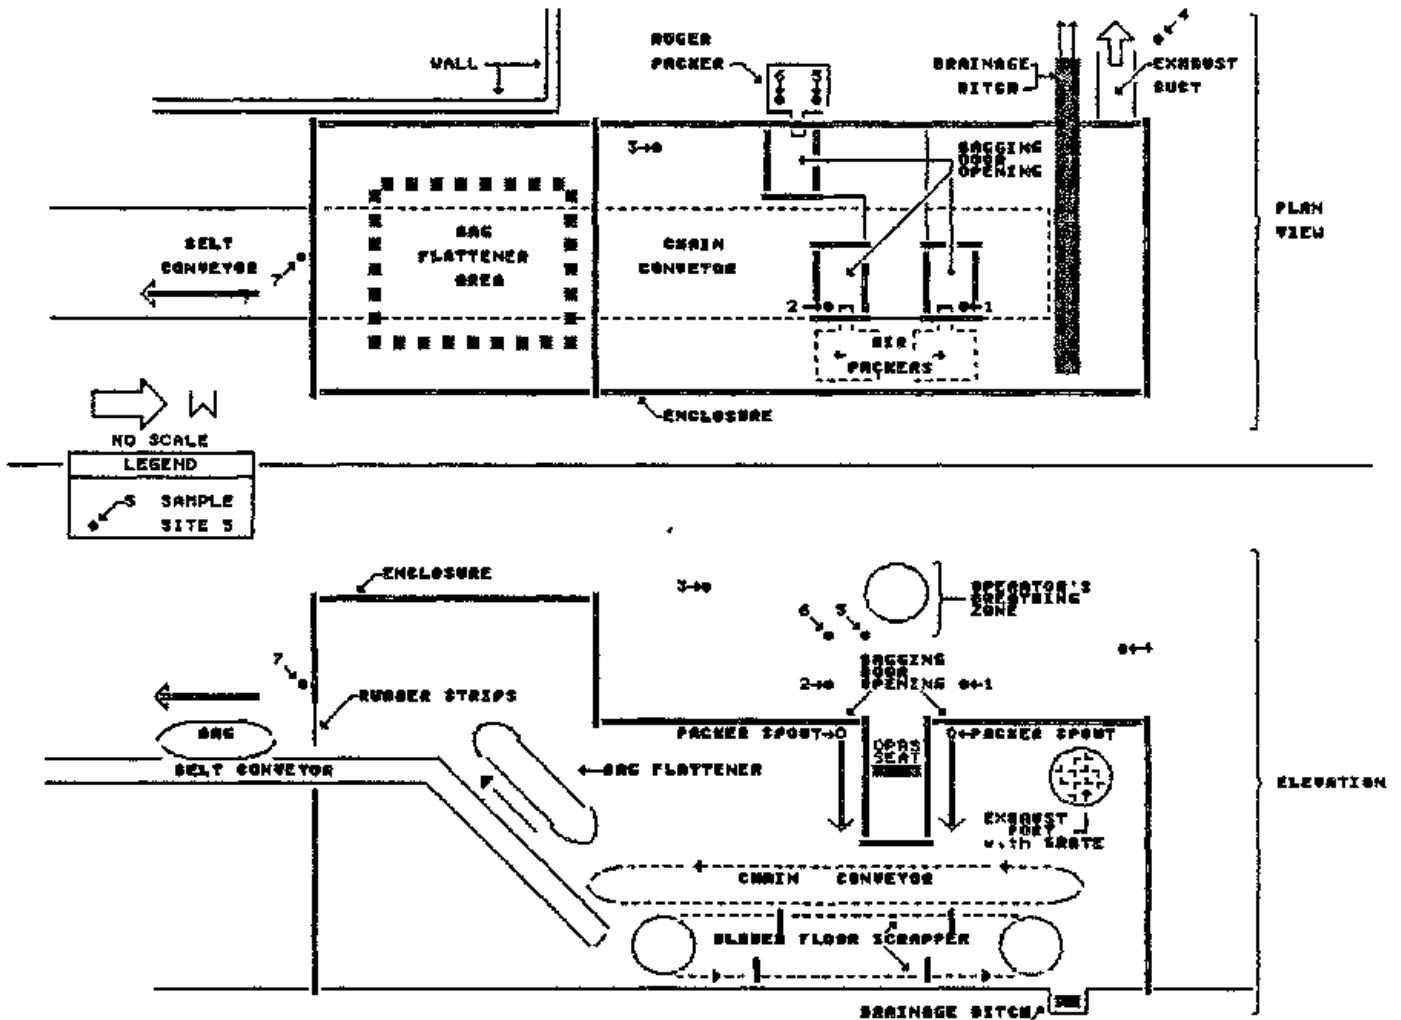 AUGER
PACKER
WALL
DRAINAGE
DITCH
4
EXHAUST
DUCT
3
BAGGING
DOOR
OPENING
PLAN
VIEW
BELT
CONVEYOR
7
BAG
FLATTENER
AREA
CHAIN
CONVEYOR
2
1
AIR
PACKERS
W
ENCLOSURE
NO SCALE
LEGEND
5 SAMPLE
SITE 5
ENCLOSURE
3
OPERATOR'S
BREATHING
ZONE
6 5
4
7
BAGGING
DOOR
2 OPENING 1
RUBBER STRIPS
BAG
PACKER SPOUT
PACKER SPOUT
OPRS
SEAT
BELT CONVEYOR
BAG FLATTENER
ELEVATION
EXHAUST
PORT
with GRATE
CHAIN CONVEYOR
FLOOR SCRAPPER
DRAINAGE DITCH